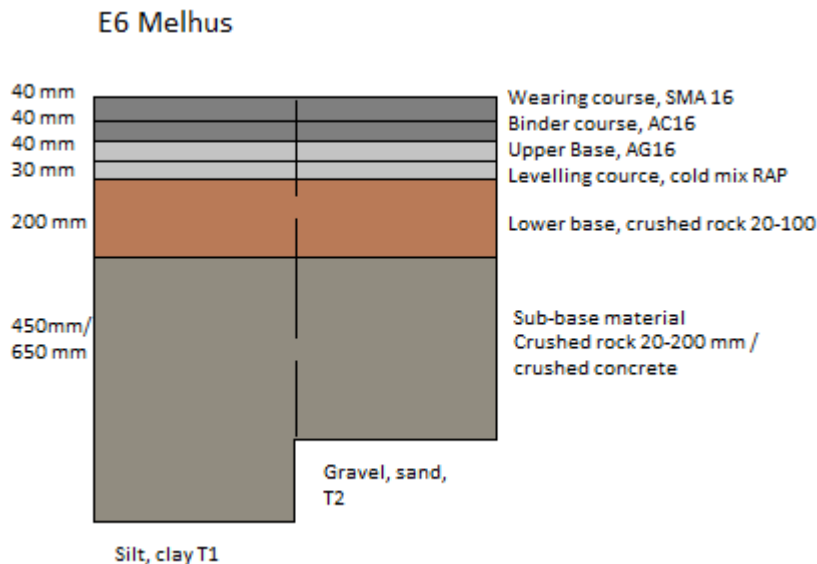 E6 Melhus
40 mm
40 mm
40 mm
30 mm
200 mm
450mm/
650 mm
Wearing course, SMA 16
Binder course, AC16
Upper Base, AG16
Levelling cource, cold mix RAP
Lower base, crushed rock 20-100
Sub-base material
Crushed rock 20-200 mm /
crushed concrete
Gravel, sand,
T2
Silt, clay T1